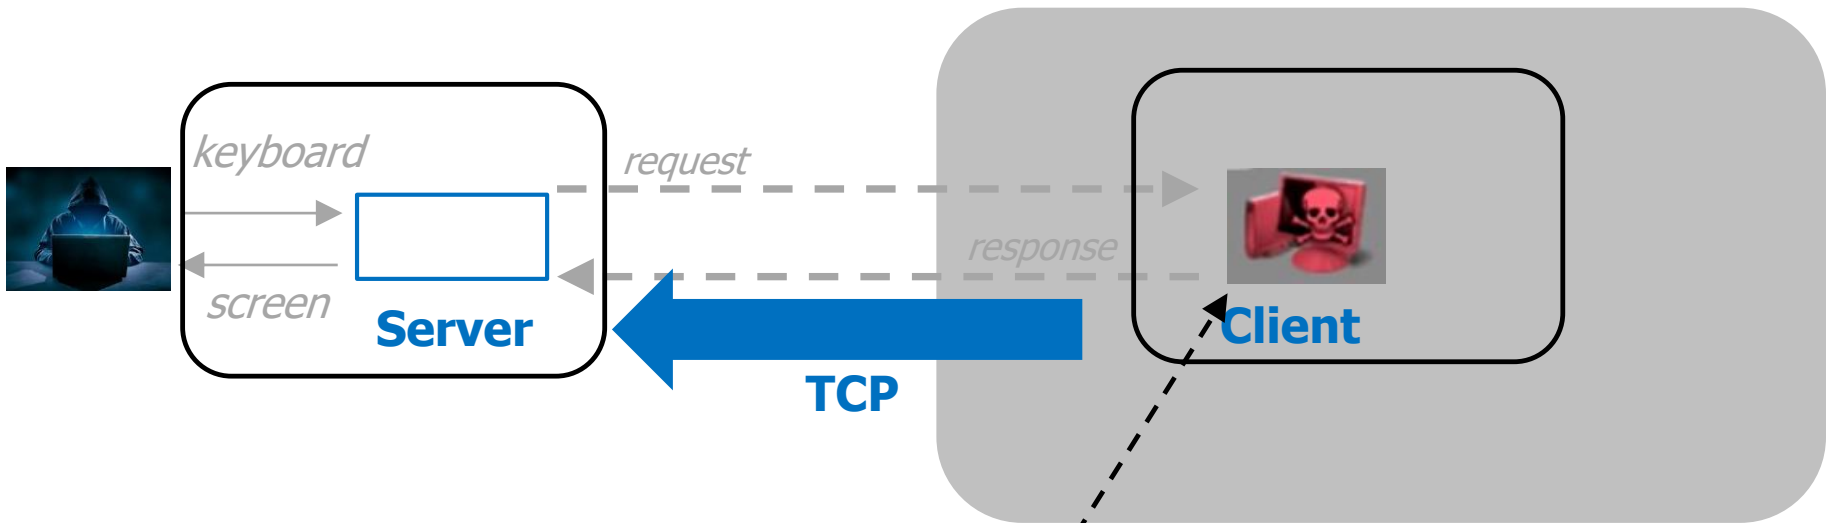 keyboard
request
response
screen
Server
Client
TCP